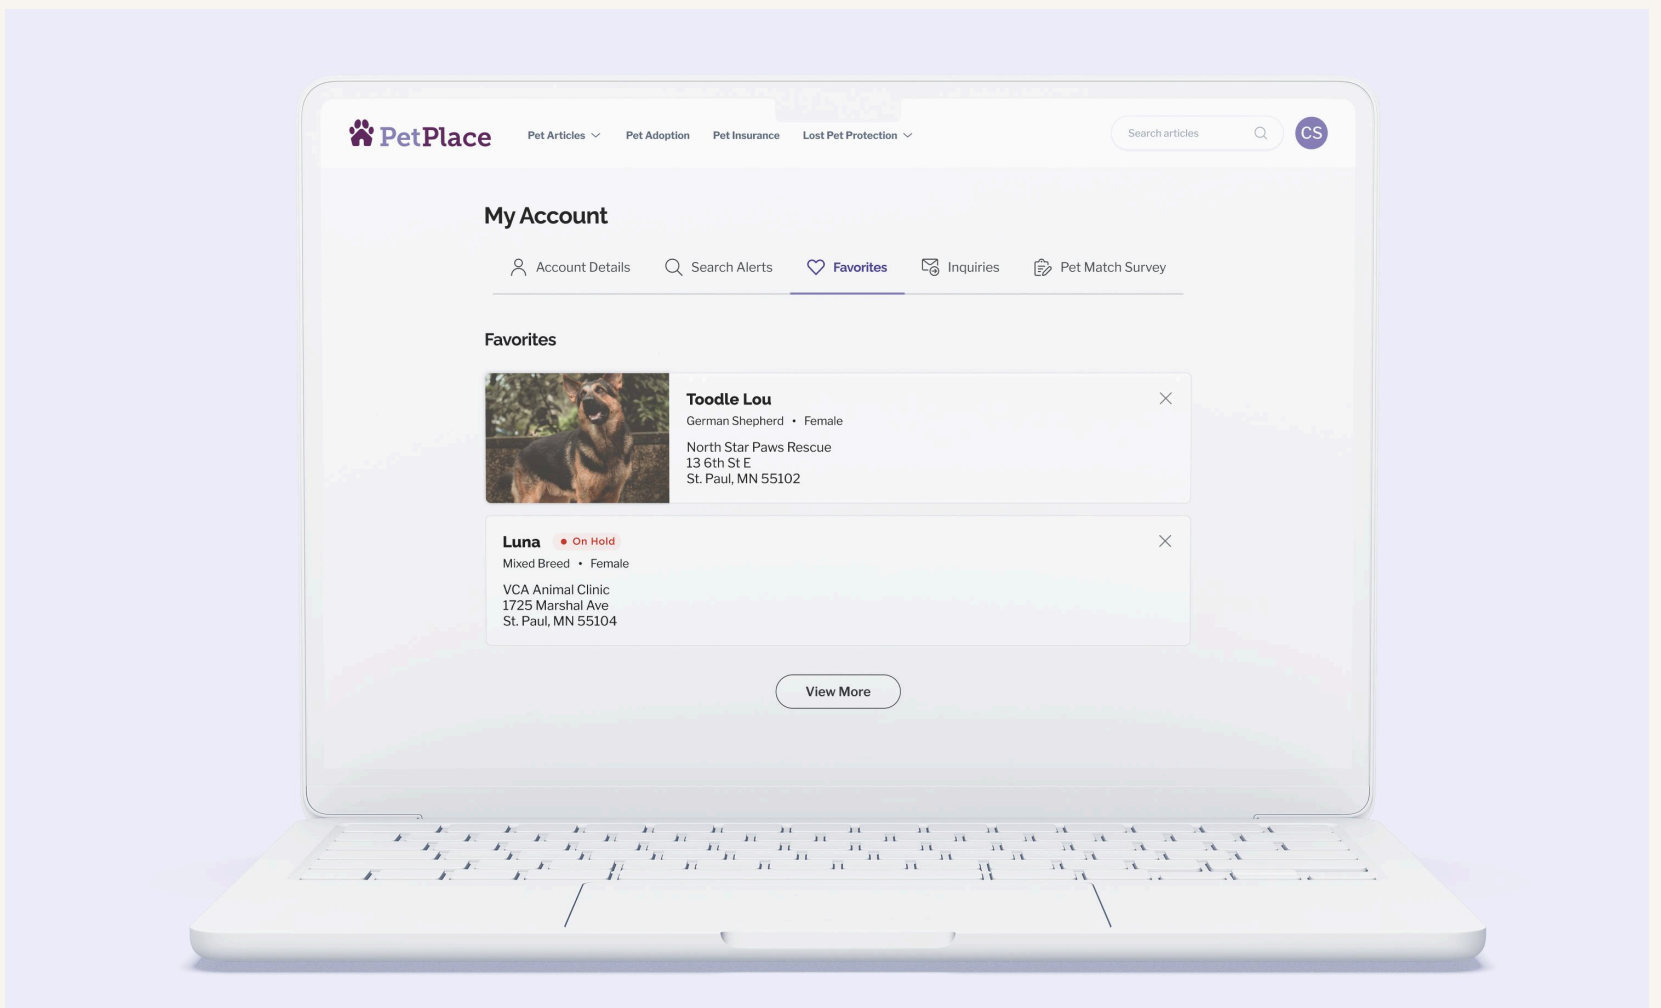 PetPlace
Pet Articles
Pet Adoption
Pet Insurance
Lost Pet Protection
Search articles
CS
My Account
Account Details
Search Alerts
Favorites
Inquiries
Pet Match Survey
Favorites
Toodle Lou
German Shepherd • Female
North Star Paws Rescue
13 6th St E
St. Paul, MN 55102
Luna
• On Hold
Mixed Breed • Female
VCA Animal Clinic
1725 Marshal Ave
St. Paul, MN 55104
View More